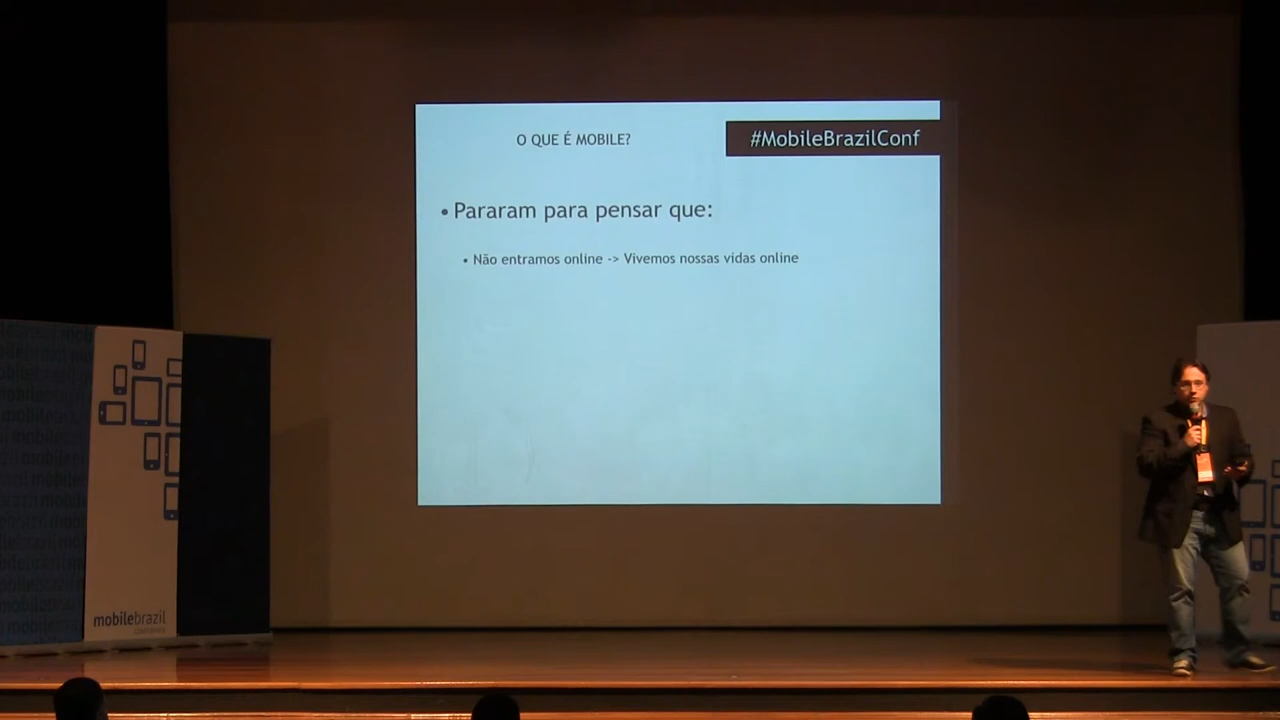 O QUE É MOBILE?
#MobileBrazilConf
• Pararam para pensar que:
• Não entramos online -> Vivemos nossas vidas online
mobilebrazil